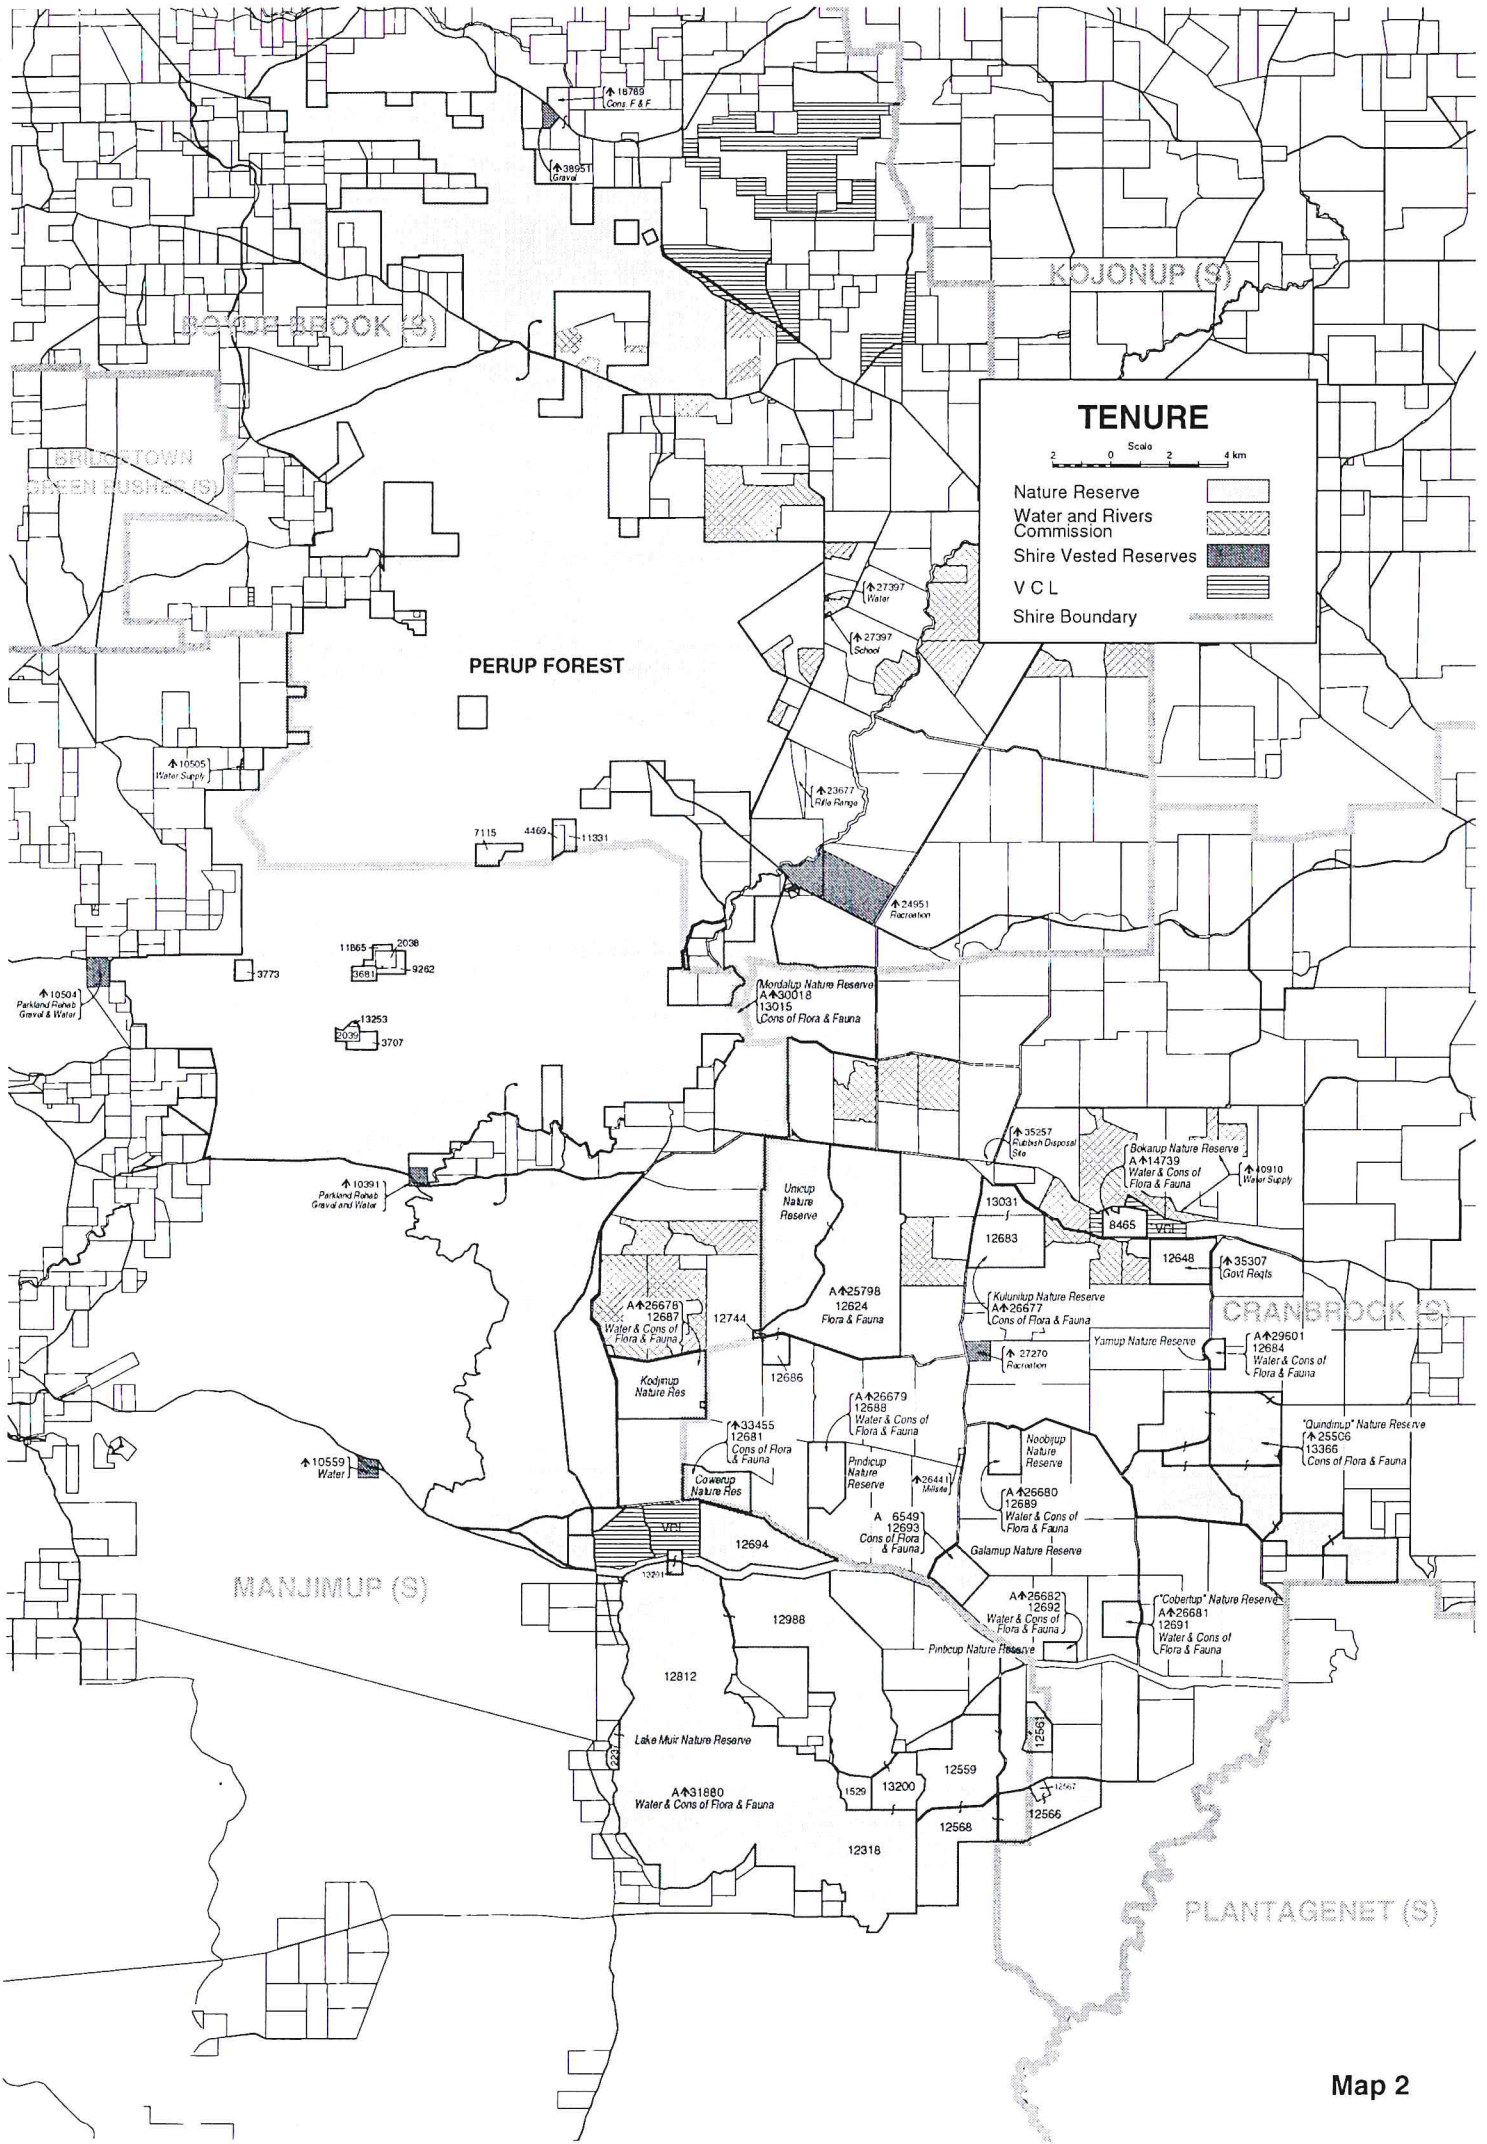 ↑18789
Cons. F & F
↑38951
Gravel
KOJONUP (S)
BOYUP BROOK (S)
TENURE
Scale
2 0 2 4 km
Nature Reserve
Water and Rivers
Commission
Shire Vested Reserves
V C L
Shire Boundary
BRIDGETOWN
GREEN BUSHES (S)
↑27397
Water
↑27397
School
PERUP FOREST
↑10505
Water Supply
↑23677
Rifle Range
7115
4469
11331
↑24951
Recreation
11865
2038
3681
9262
3773
↑10504
Parkland Rehab
Gravel & Water
Mordalup Nature Reserve
A↑30018
13015
Cons of Flora & Fauna
13253
2039
3707
↑35257
Rubbish Disposal
Site
Bokarup Nature Reserve
A↑14739
Water & Cons of
Flora & Fauna
↑40910
Water Supply
↑10391
Parkland Rehab
Gravel and Water
Unicup
Nature
Reserve
13031
12683
8465
VCL
12648
↑35307
Govt Reqts
A↑25798
12624
Flora & Fauna
A↑26678
12687
Water & Cons of
Flora & Fauna
12744
Kulunilup Nature Reserve
A↑26677
Cons of Flora & Fauna
CRANBROCK (S)
Yarnup Nature Reserve
A↑29601
12684
Water & Cons of
Flora & Fauna
↑27270
Recreation
12686
Kodjinup
Nature Res
A↑26679
12688
Water & Cons of
Flora & Fauna
↑33455
12681
Cons of Flora
& Fauna
"Quindinup" Nature Reserve
↑25506
13366
Cons of Flora & Fauna
Noobijup
Nature
Reserve
↑10559
Water
Pindicup
Nature
Reserve
↑26441
Millsite
Cowerup
Nature Res
A↑26680
12689
Water & Cons of
Flora & Fauna
A 6549
12693
Cons of Flora
& Fauna
VCL
12694
Galamup Nature Reserve
13201
MANJIMUP (S)
A↑26682
12692
Water & Cons of
Flora & Fauna
"Cobertup" Nature Reserve
A↑26681
12691
Water & Cons of
Flora & Fauna
12988
Pinticup Nature Reserve
12812
12561
Lake Muir Nature Reserve
2237
12559
A↑31880
Water & Cons of Flora & Fauna
1529
13200
12567
12566
12568
12318
PLANTAGENET (S)
Map 2